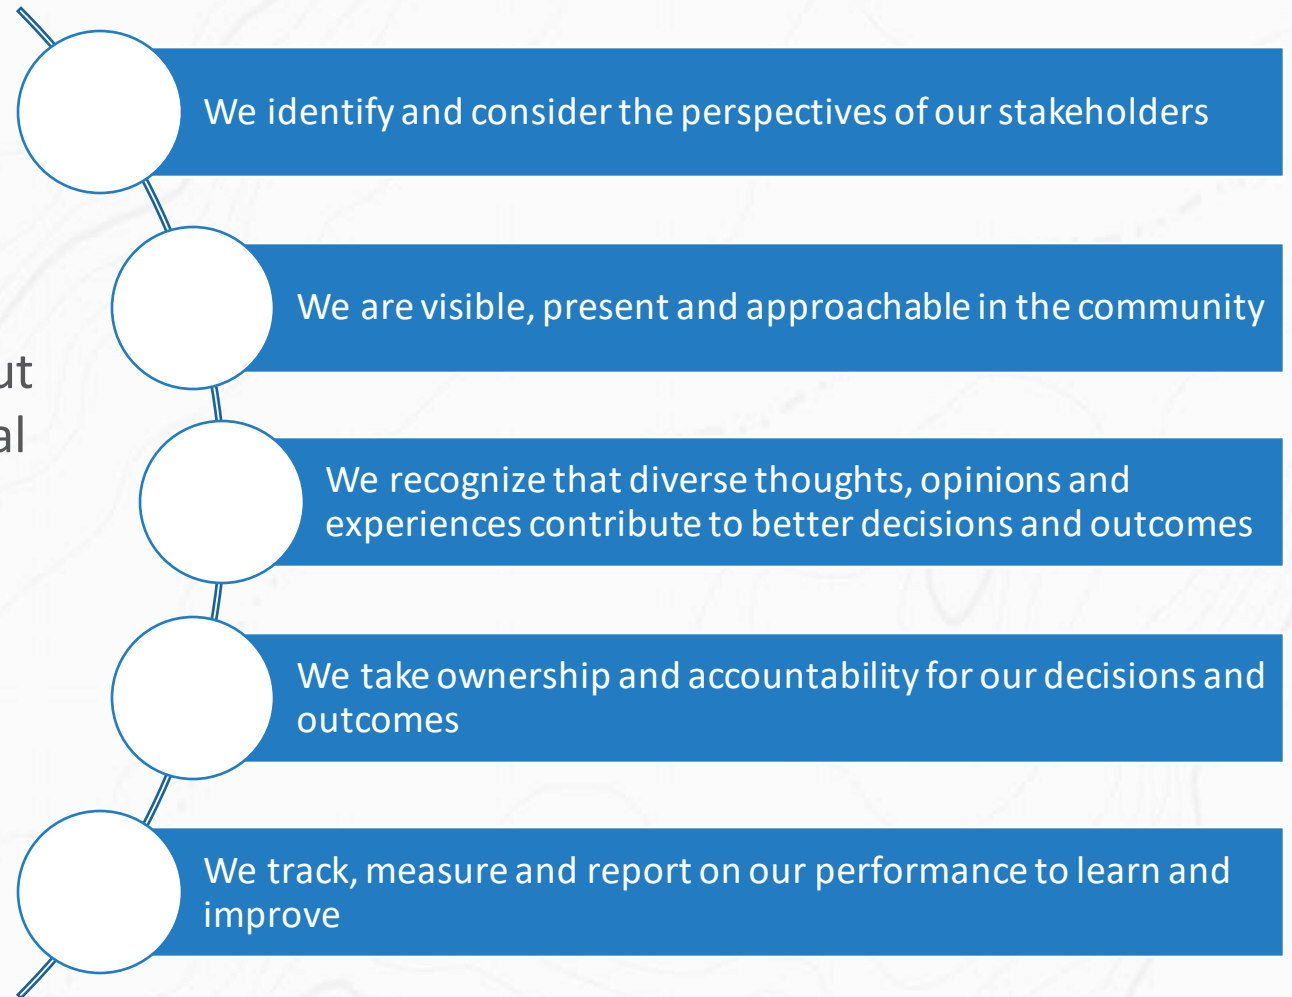 We identify and consider the perspectives of our stakeholders
We are visible, present and approachable in the community
We recognize that diverse thoughts, opinions and
experiences contribute to better decisions and outcomes
We take ownership and accountability for our decisions and
outcomes
We track, measure and report on our performance to learn and
improve